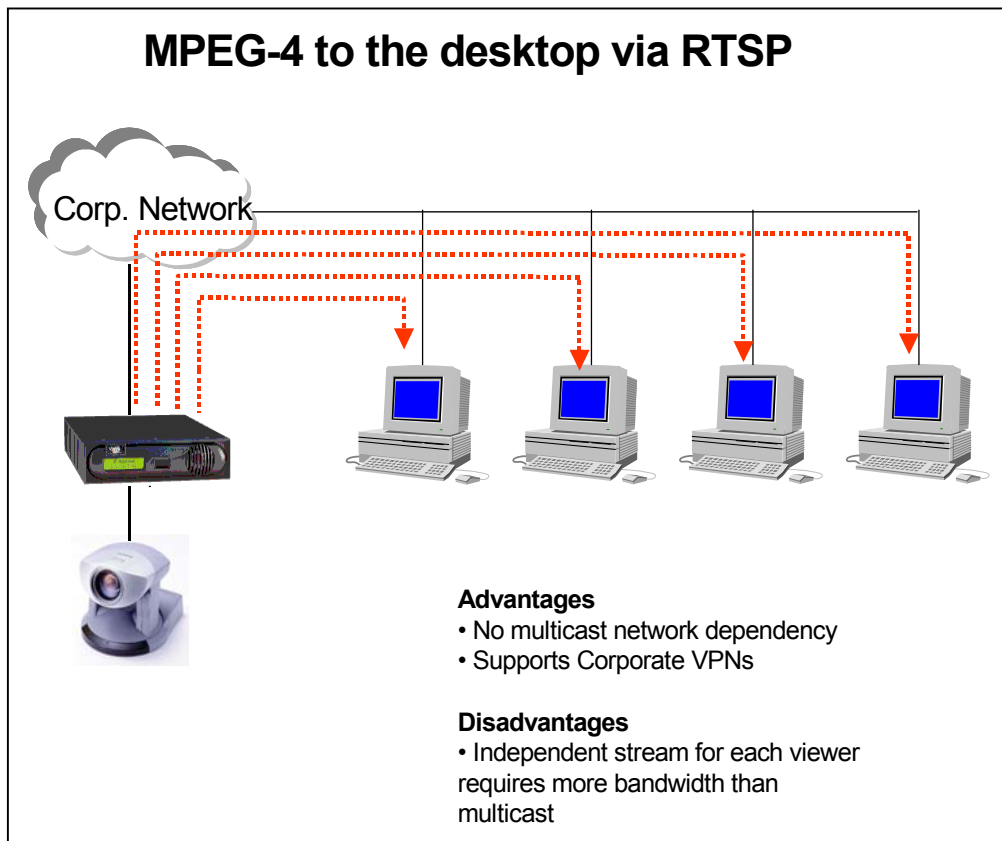 MPEG-4 to the desktop via RTSP
Corp. Network
Advantages
• No multicast network dependency
• Supports Corporate VPNs
Disadvantages
• Independent stream for each viewer
requires more bandwidth than
multicast